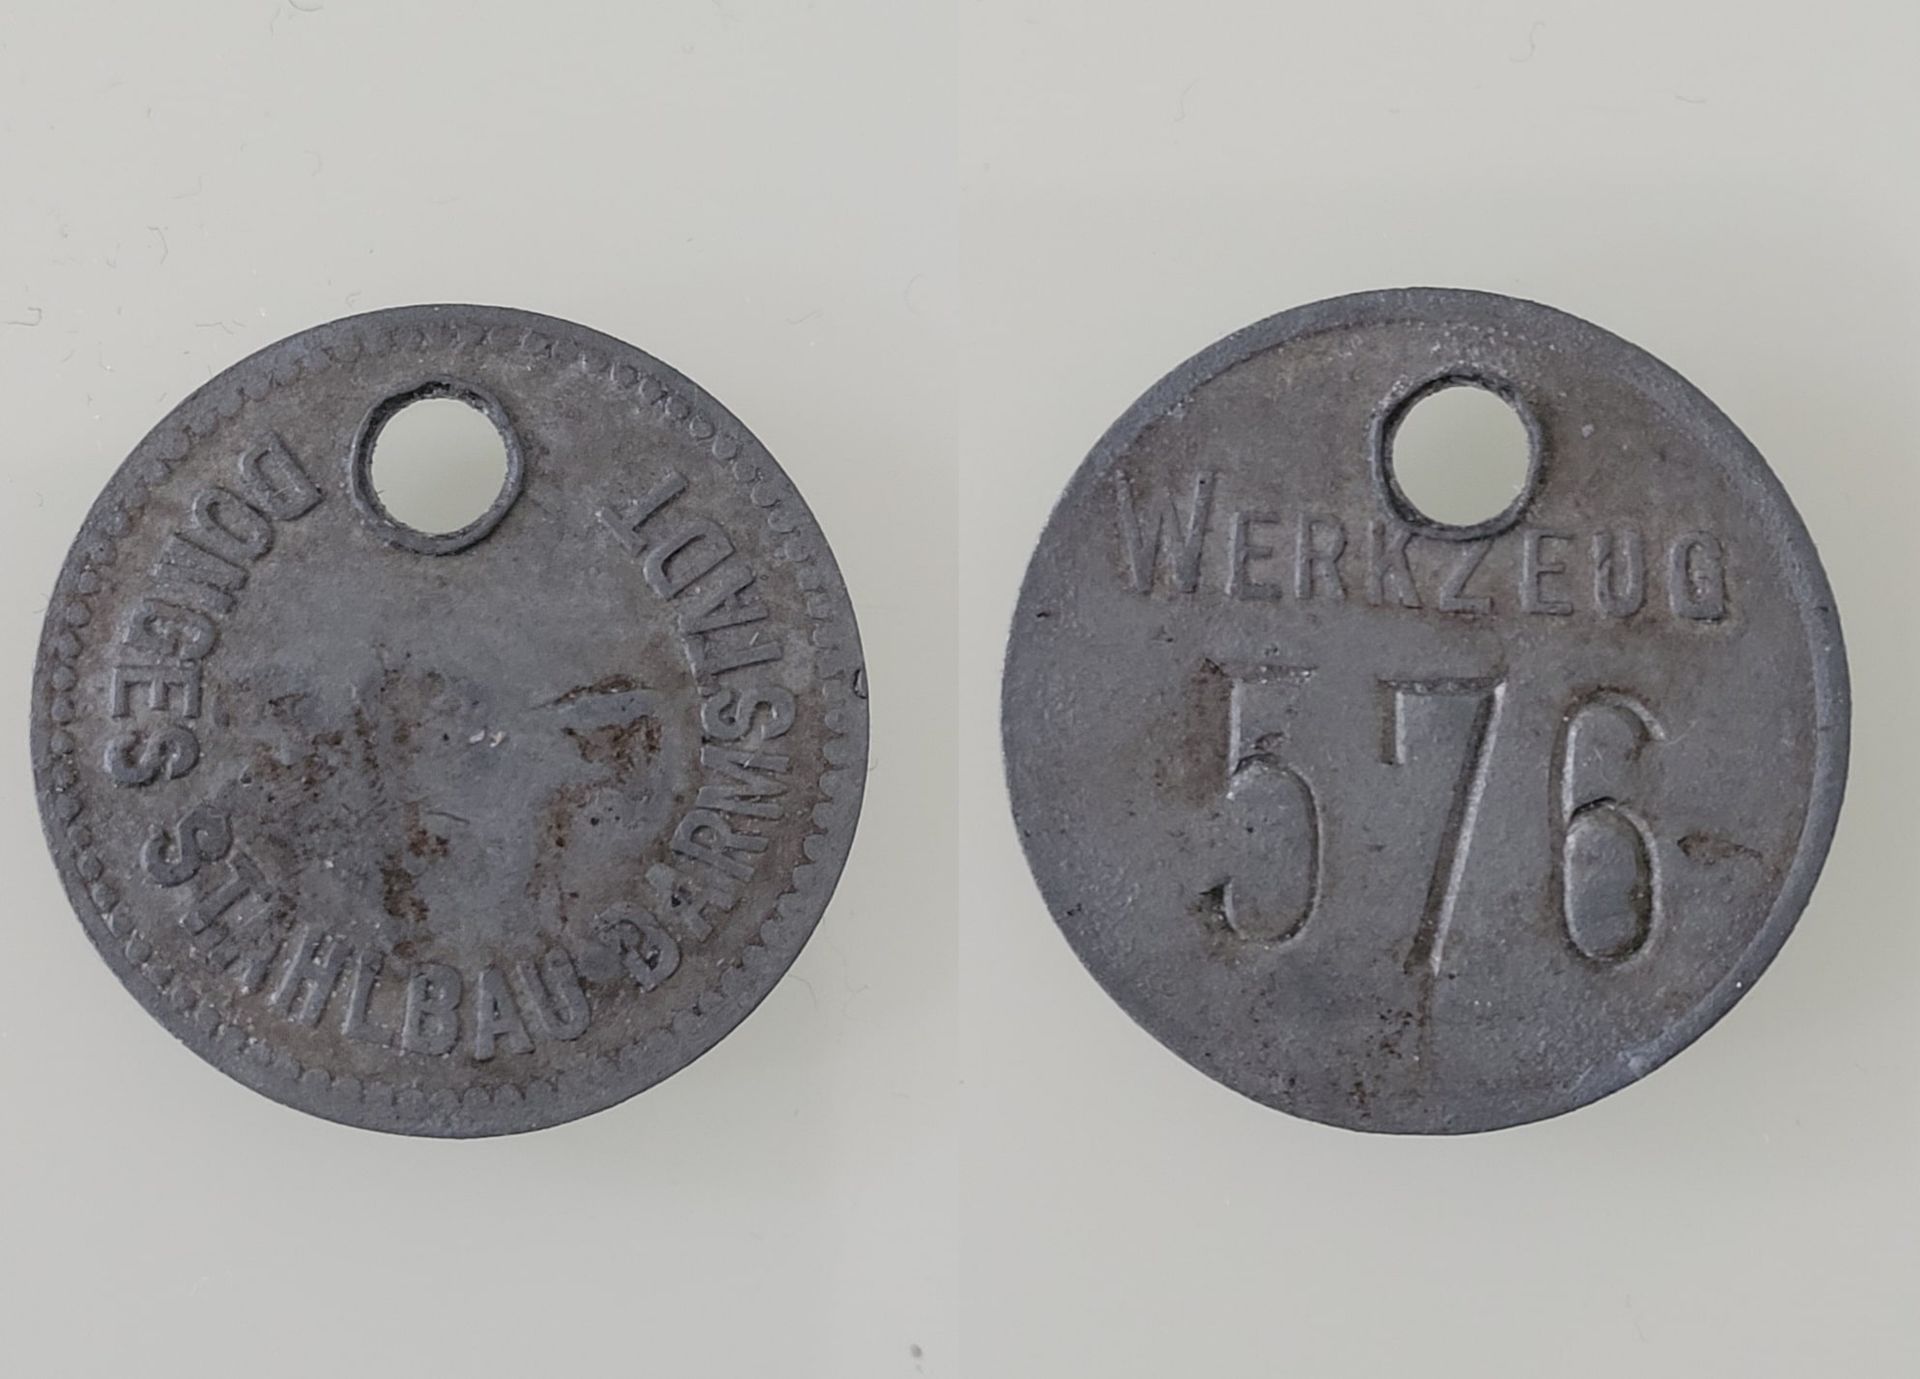 DONGES STAHLBAU DARMSTADT
WERKZEUG
576